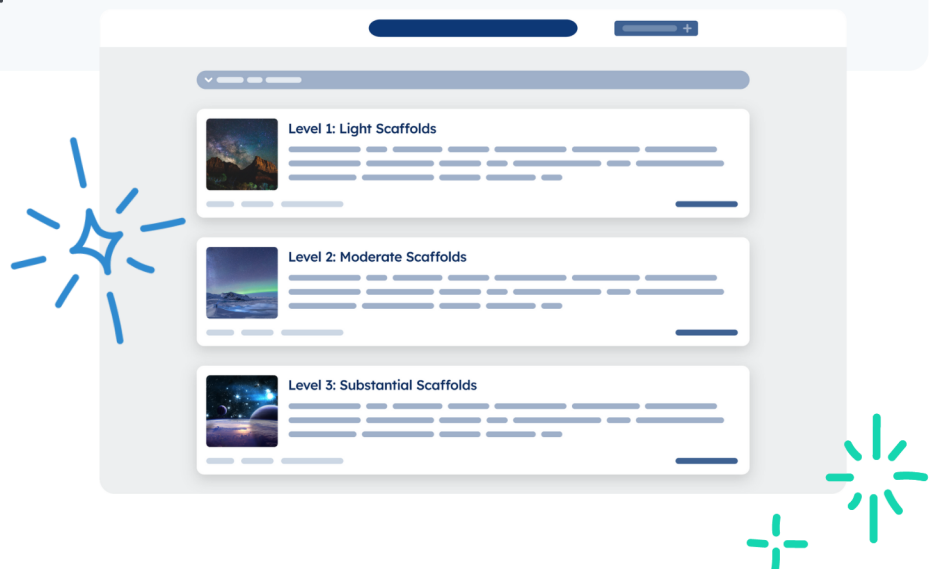 Level 1: Light Scaffolds
Level 2: Moderate Scaffolds
Level 3: Substantial Scaffolds